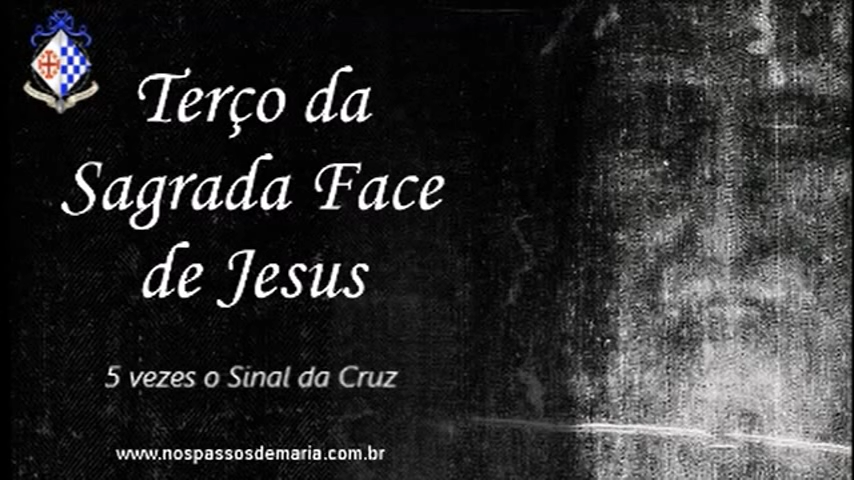 Terço da
Sagrada Face
de Jesus
5 vezes o Sinal da Cruz
www.nospassosdemaria.com.br